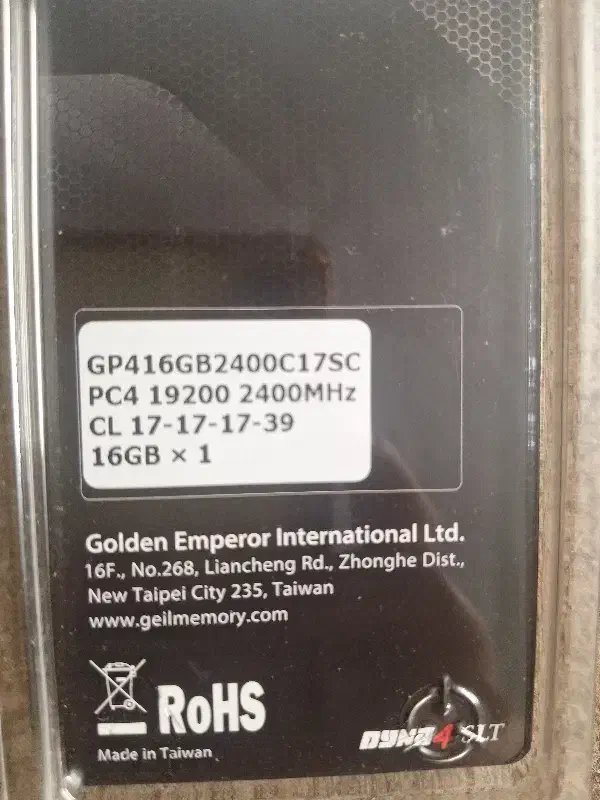 GP416GB2400C17SC
PC4 19200 2400MHz
CL 17-17-17-39
16GB × 1
Golden Emperor International Ltd.
16F., No.268, Liancheng Rd., Zhonghe Dist.,
New Taipei City 235, Taiwan
www.geilmemory.com
RoHS
Made in Taiwan
DYNA4 SLT